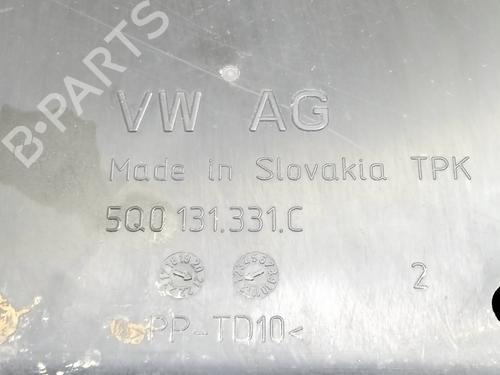 B-PARTS
VW AG
Made in Slovakia TPK
5Q0 131.331.C
2
PP-TD10<